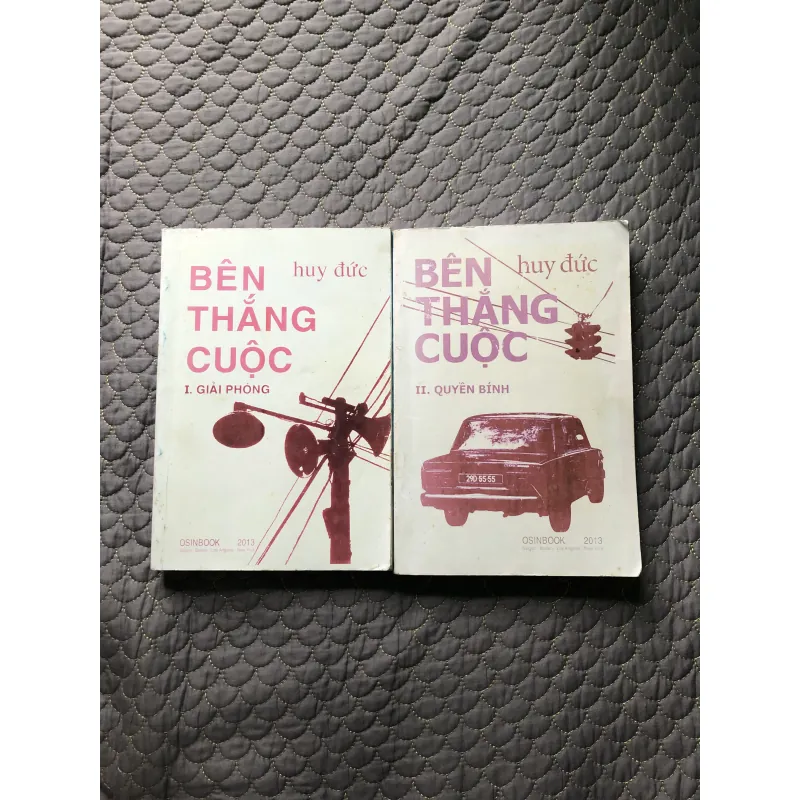 huy đức
BÊN
THẮNG
CUỘC
I. GIẢI PHÓNG
OSINBOOK 2013
huy đức
BÊN
THẮNG
CUỘC
II. QUYỀN BÍNH
29D 55-55
OSINBOOK 2013